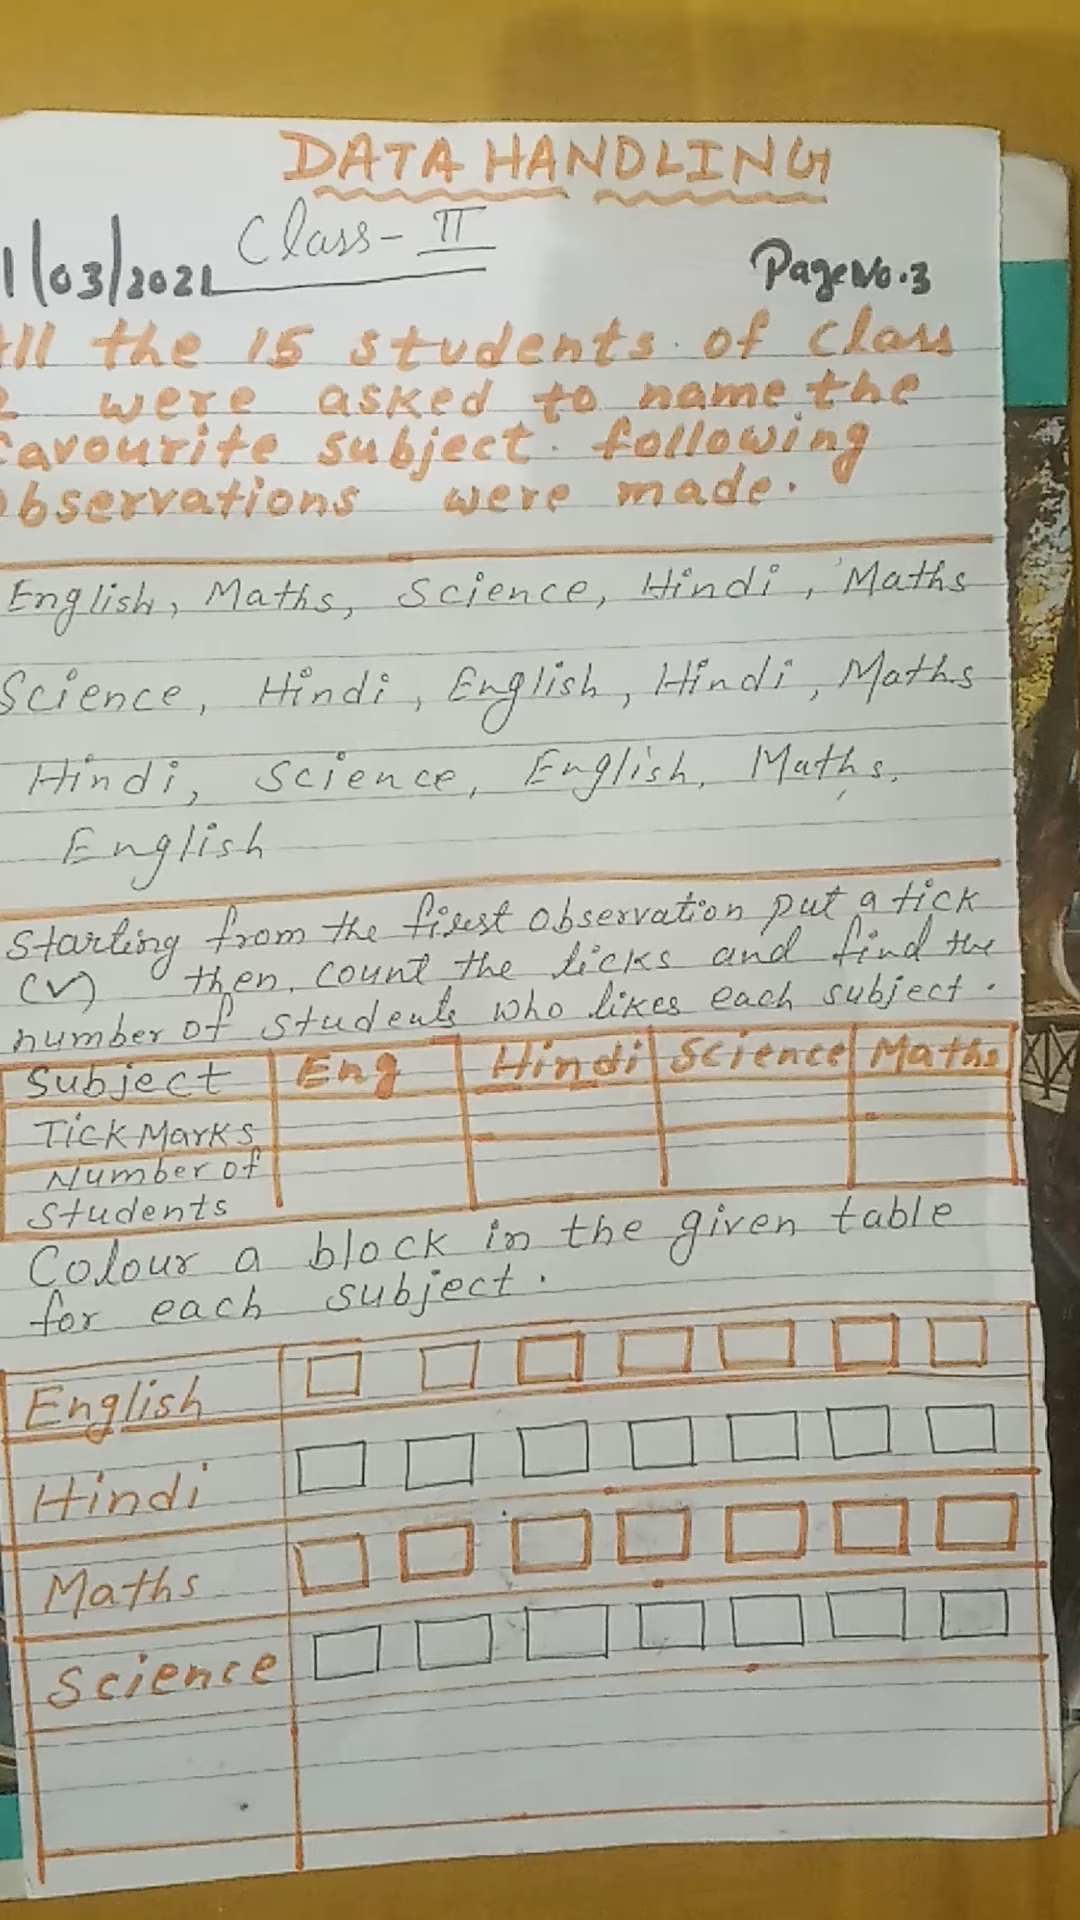 DATA HANDLING
Class - II
1/03/2021
Page No. 3
All the 15 students of class
2 were asked to name the
favourite subject. following
observations were made.
English, Maths, Science, Hindi, Maths
Science, Hindi, English, Hindi, Maths
Hindi, Science, English, Maths,
English
Starting from the first observation put a tick
(✓) then, count the ticks and find the
number of students who likes each subject.
Subject Eng Hindi Science Maths
Tick Marks
Number of
Students
Colour a block in the given table
for each subject.
English
Hindi
Maths
Science